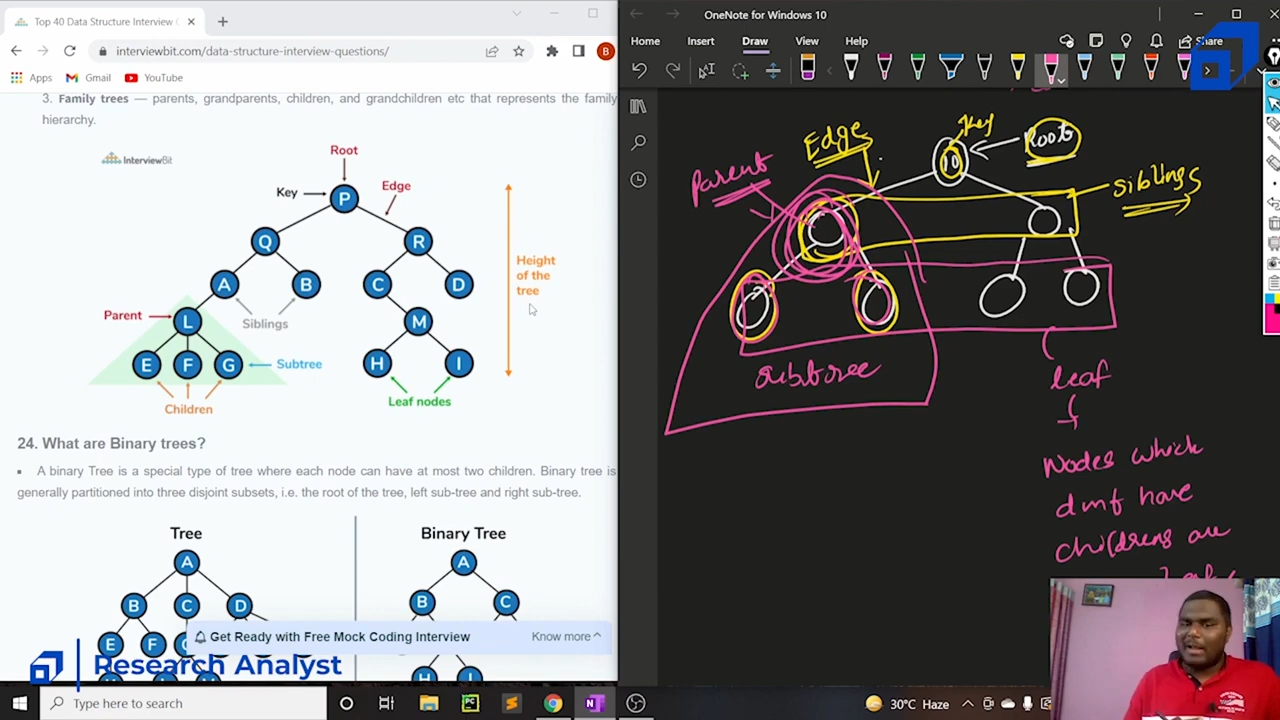 Top 40 Data Structure Interview
OneNote for Windows 10
interviewbit.com/data-structure-interview-questions/
B
Apps
Gmail
YouTube
Home
Insert
Draw
View
Help
Share
3. Family trees — parents, grandparents, children, and grandchildren etc that represents the family
hierarchy.
InterviewBit
Root
Key
Edge
P
Q
R
A
B
C
D
Height
of the
tree
Parent
L
Siblings
M
E
F
G
Subtree
H
I
Children
Leaf nodes
24. What are Binary trees?
A binary Tree is a special type of tree where each node can have at most two children. Binary tree is
generally partitioned into three disjoint subsets, i.e. the root of the tree, left sub-tree and right sub-tree.
Tree
Binary Tree
A
A
B
C
D
B
C
E
F
Get Ready with Free Mock Coding Interview
Know more
Research Analyst
Key
Edge
10
Root
Parent
siblings
subtree
leaf
Nodes which
dont have
childrens are
Type here to search
30°C Haze